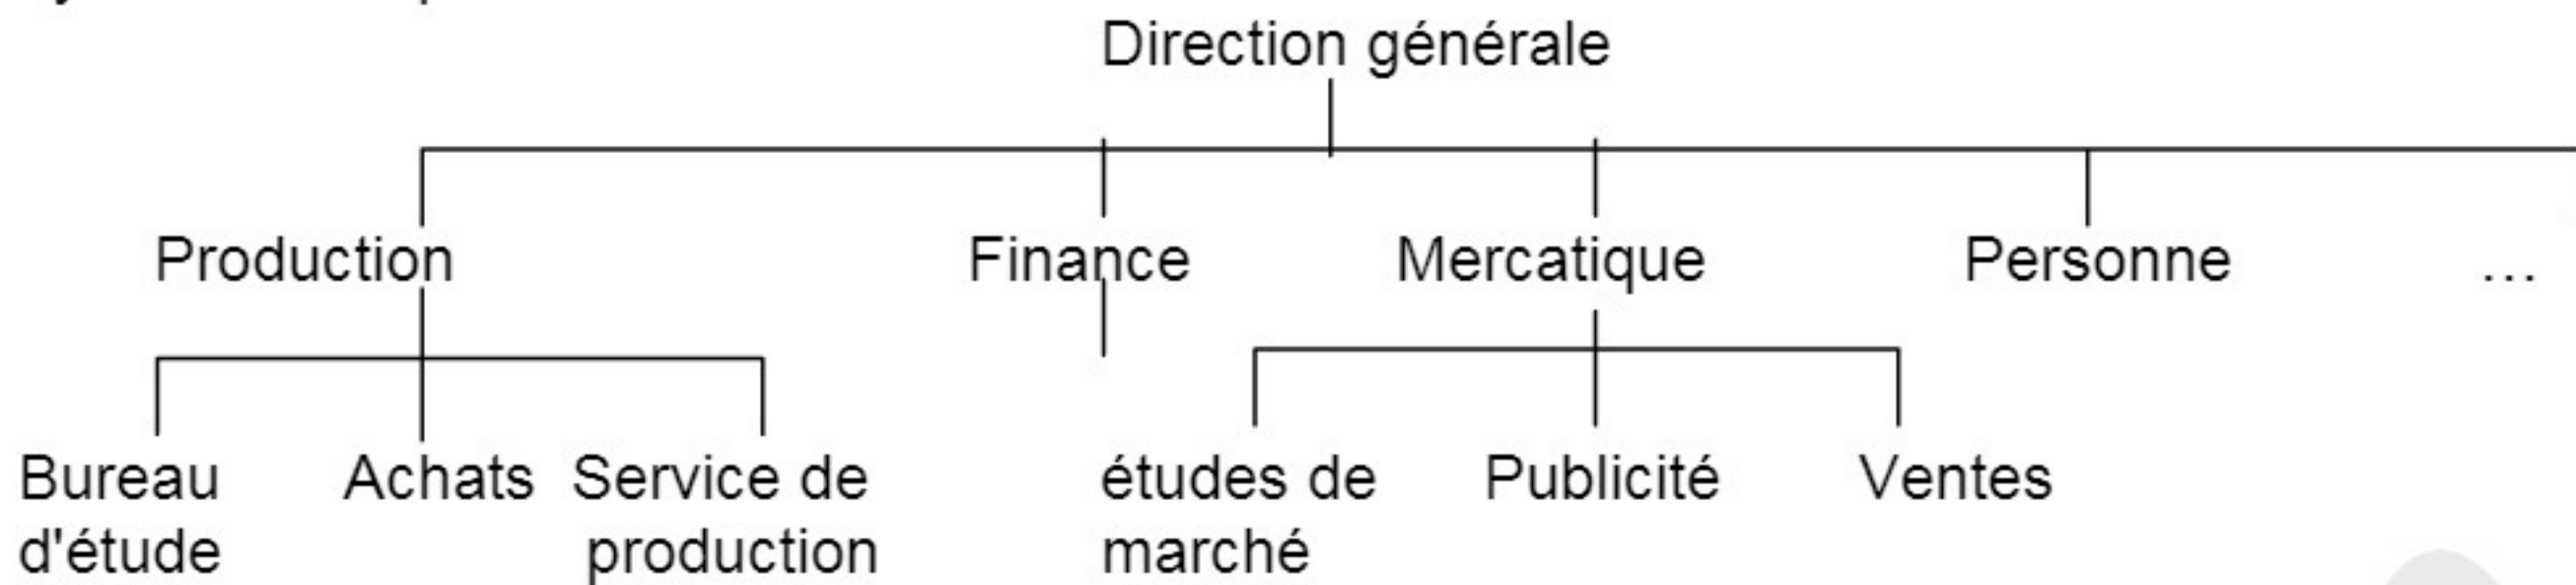 Direction générale
Production Finance Mercatique Personne ...
Bureau d'étude
Achats
Service de production
études de marché
Publicité
Ventes